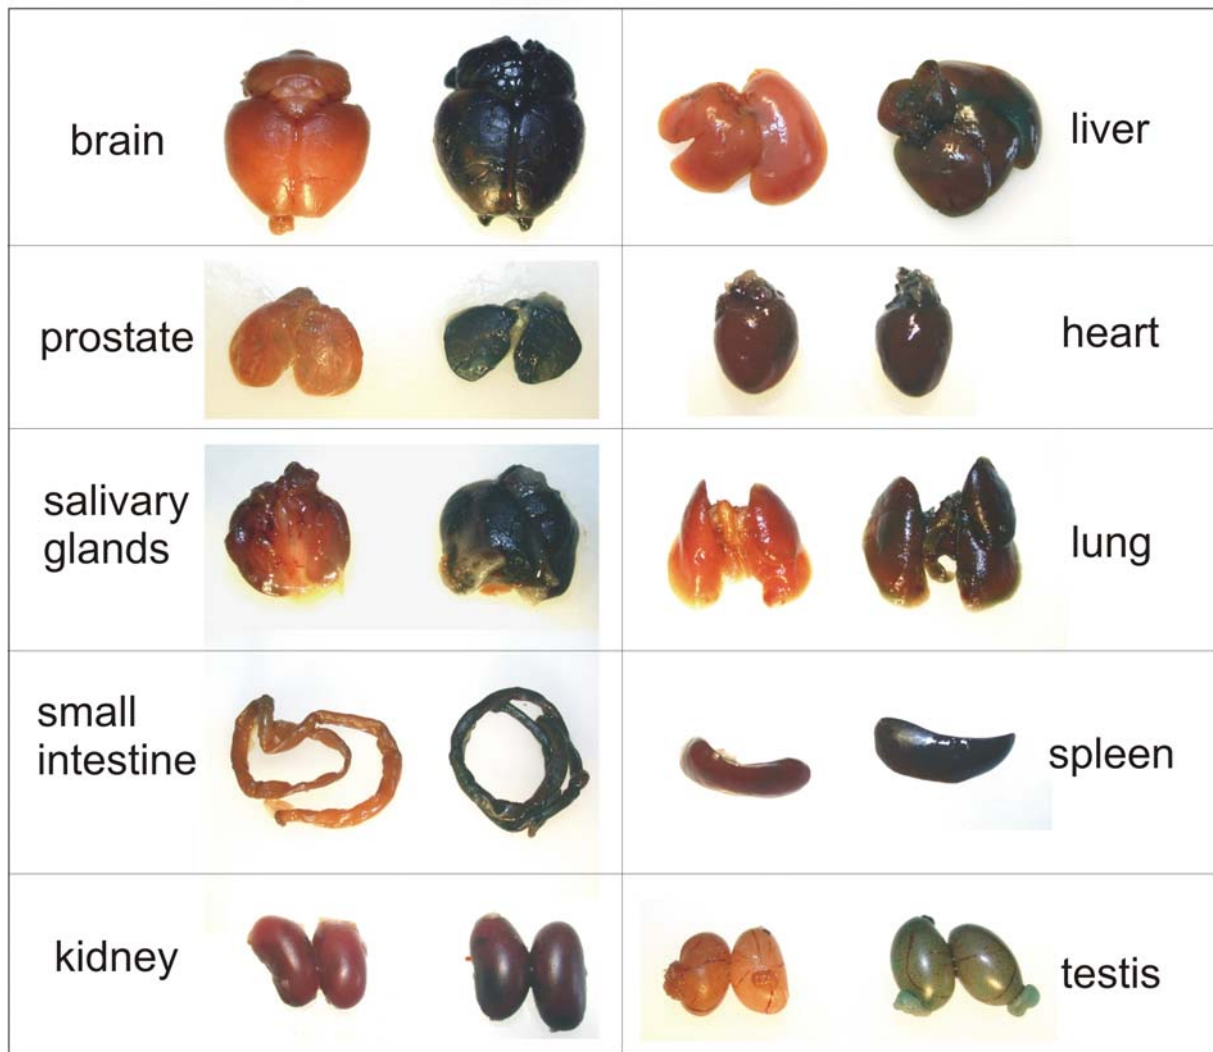 brain
liver
prostate
heart
salivary
glands
lung
small
intestine
spleen
kidney
testis